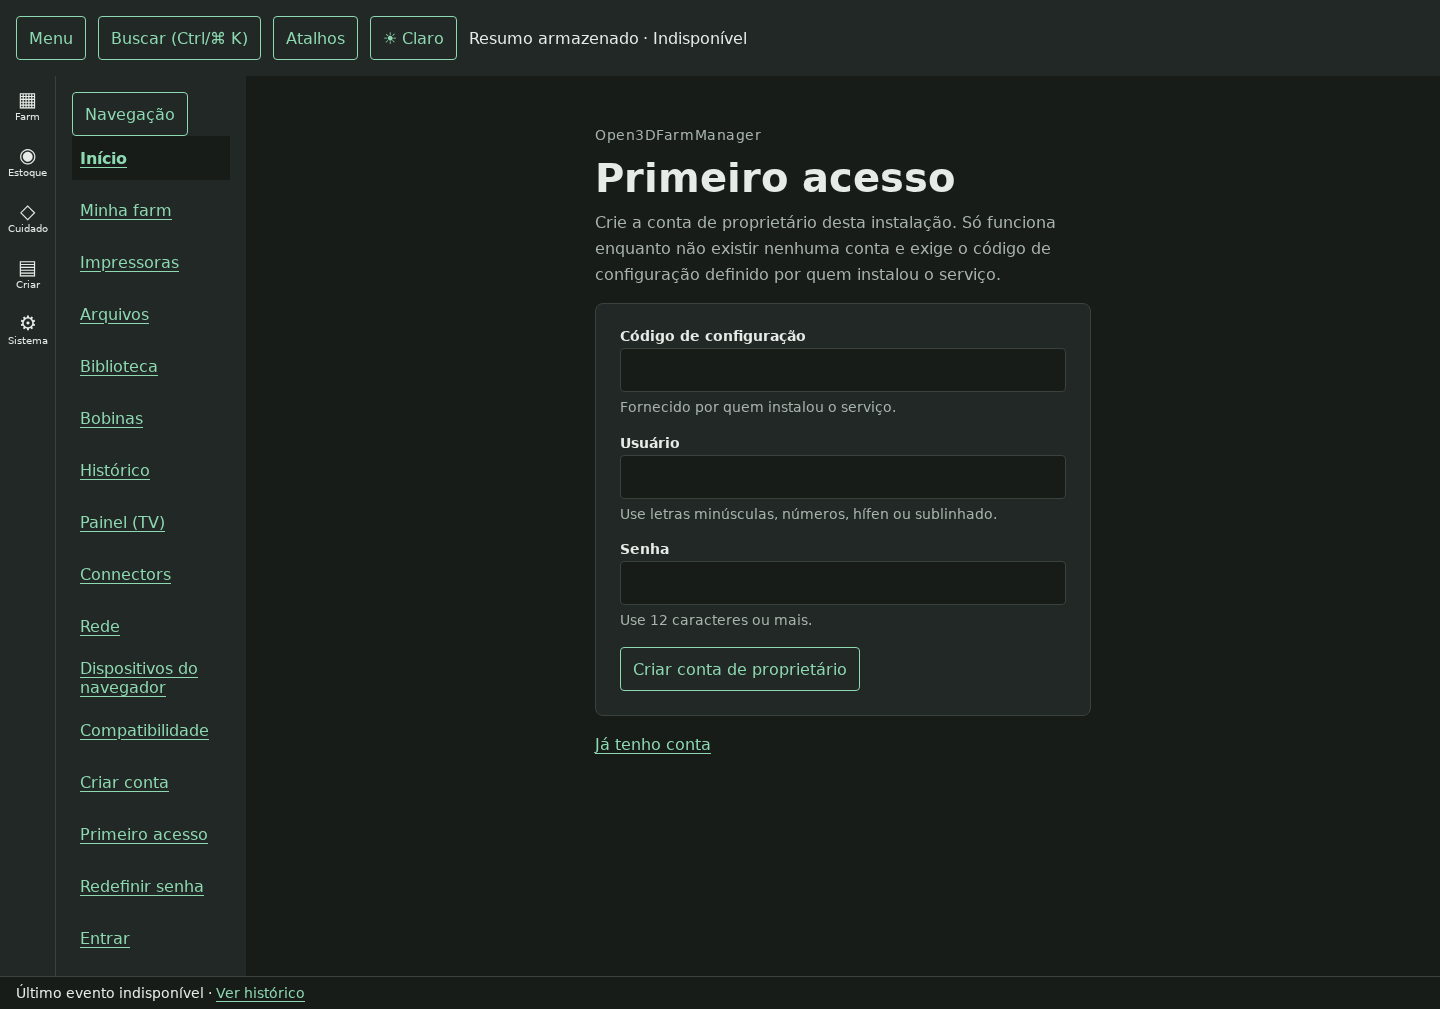 Menu
Buscar (Ctrl/⌘ K)
Atalhos
☀ Claro
Resumo armazenado · Indisponível
Farm
Estoque
Cuidado
Criar
Sistema
Navegação
Início
Minha farm
Impressoras
Arquivos
Biblioteca
Bobinas
Histórico
Painel (TV)
Connectors
Rede
Dispositivos do
navegador
Compatibilidade
Criar conta
Primeiro acesso
Redefinir senha
Entrar
Open3DFarmManager
Primeiro acesso
Crie a conta de proprietário desta instalação. Só funciona
enquanto não existir nenhuma conta e exige o código de
configuração definido por quem instalou o serviço.
Código de configuração
Fornecido por quem instalou o serviço.
Usuário
Use letras minúsculas, números, hífen ou sublinhado.
Senha
Use 12 caracteres ou mais.
Criar conta de proprietário
Já tenho conta
Último evento indisponível · Ver histórico